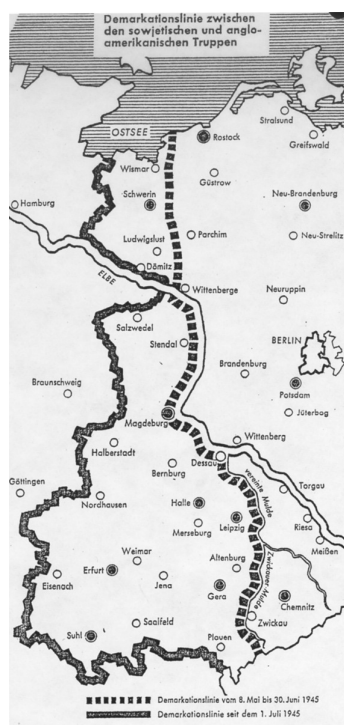 Demarkationslinie zwischen
den sowjetischen und anglo-
amerikanischen Truppen
Stralsund
OSTSEE
Rostock
Greifswald
Wismar
Güstrow
Schwerin
Neu-Brandenburg
Hamburg
Ludwigslust
Parchim
Neu-Strelitz
Dömitz
ELBE
Wittenberge
Neuruppin
Salzwedel
Stendal
BERLIN
Brandenburg
Braunschweig
Potsdam
Magdeburg
Jüterbog
Wittenberg
Halberstadt
Dessau
Bernburg
vereinte Mulde
Göttingen
Torgau
Nordhausen
Halle
Leipzig
Riesa
Merseburg
Meißen
Weimar
Altenburg
Zwickauer Mulde
Eisenach
Erfurt
Jena
Gera
Chemnitz
Suhl
Saalfeld
Zwickau
Plauen
Demarkationslinie vom 8. Mai bis 30. Juni 1945
Demarkationslinie seit dem 1. Juli 1945